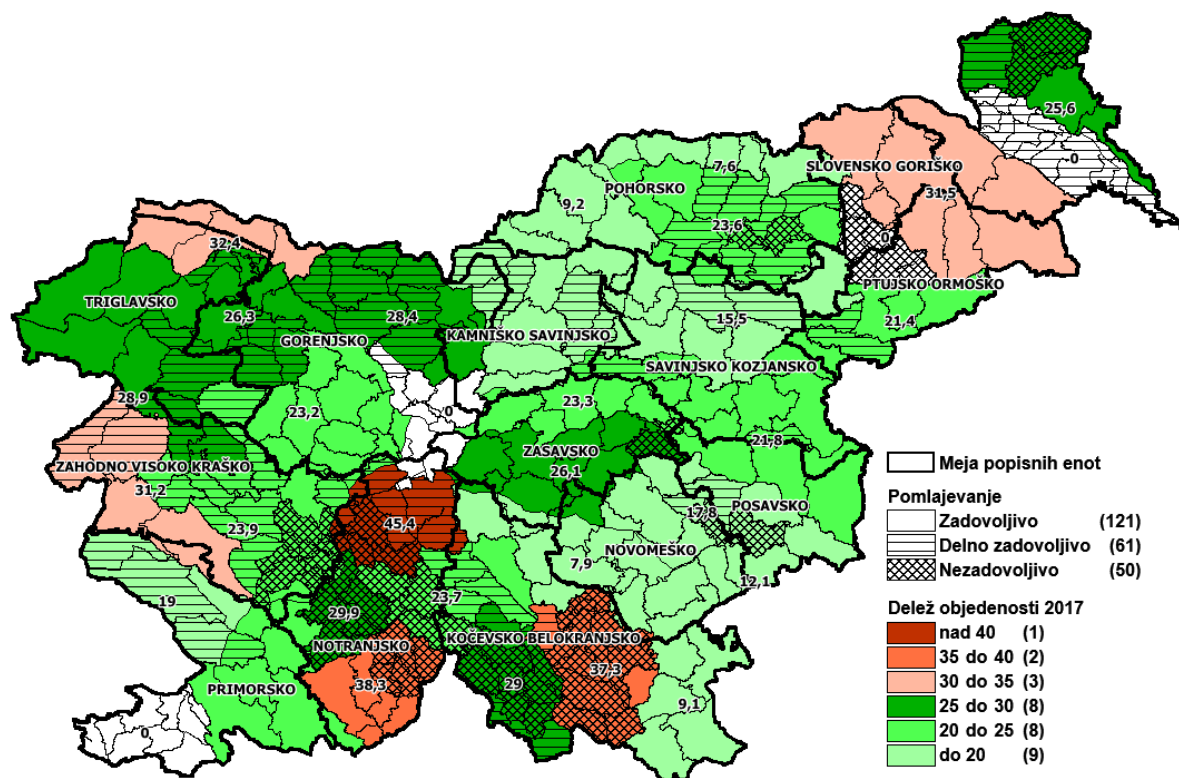 25,6
0
SLOVENSKO GORIŠKO
7,6
POHORSKO
31,5
9,2
23,6
0
32,4
PTUJSKO ORMOŠKO
TRIGLAVSKO
26,3
28,4
15,5
21,4
GORENJSKO
KAMNIŠKO SAVINJSKO
SAVINJSKO KOZJANSKO
28,9
23,2
0
23,3
21,8
ZASAVSKO
ZAHODNO VISOKO KRAŠKO
26,1
31,2
POSAVSKO
17,8
45,4
23,9
NOVOMEŠKO
7,9
12,1
19
23,7
29,9
KOČEVSKO BELOKRANJSKO
NOTRANJSKO
37,3
29
38,3
PRIMORSKO
9,1
0
Meja popisnih enot
Pomlajevanje
Zadovoljivo (121)
Delno zadovoljivo (61)
Nezadovoljivo (50)
Delež objedenosti 2017
nad 40 (1)
35 do 40 (2)
30 do 35 (3)
25 do 30 (8)
20 do 25 (8)
do 20 (9)